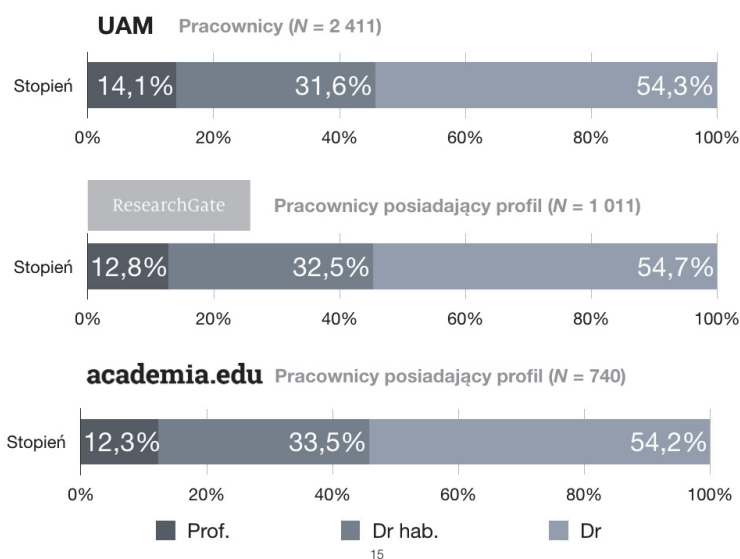 UAM Pracownicy (N = 2 411)
Stopień 14,1% 31,6% 54,3%
0% 20% 40% 60% 80% 100%
ResearchGate Pracownicy posiadający profil (N = 1 011)
Stopień 12,8% 32,5% 54,7%
0% 20% 40% 60% 80% 100%
academia.edu Pracownicy posiadający profil (N = 740)
Stopień 12,3% 33,5% 54,2%
0% 20% 40% 60% 80% 100%
Prof. Dr hab. Dr
15